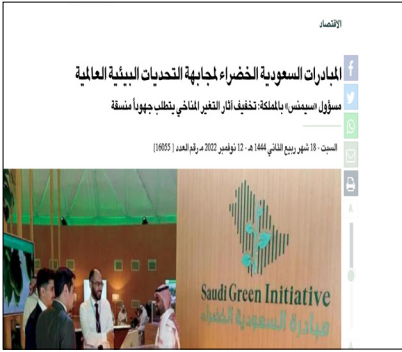 الاقتصاد
المبادرات السعودية الخضراء لمجابهة التحديات البيئية العالمية
مسؤول «سيمنس» بالمملكة: تخفيف آثار التغير المناخي يتطلب جهوداً منسقة
السبت - 18 شهر ربيع الثاني 1444 هـ - 12 نوفمبر 2022 مـ رقم العدد [ 16055]
A
Saudi Green Initiative
مبادرة السعودية الخضراء